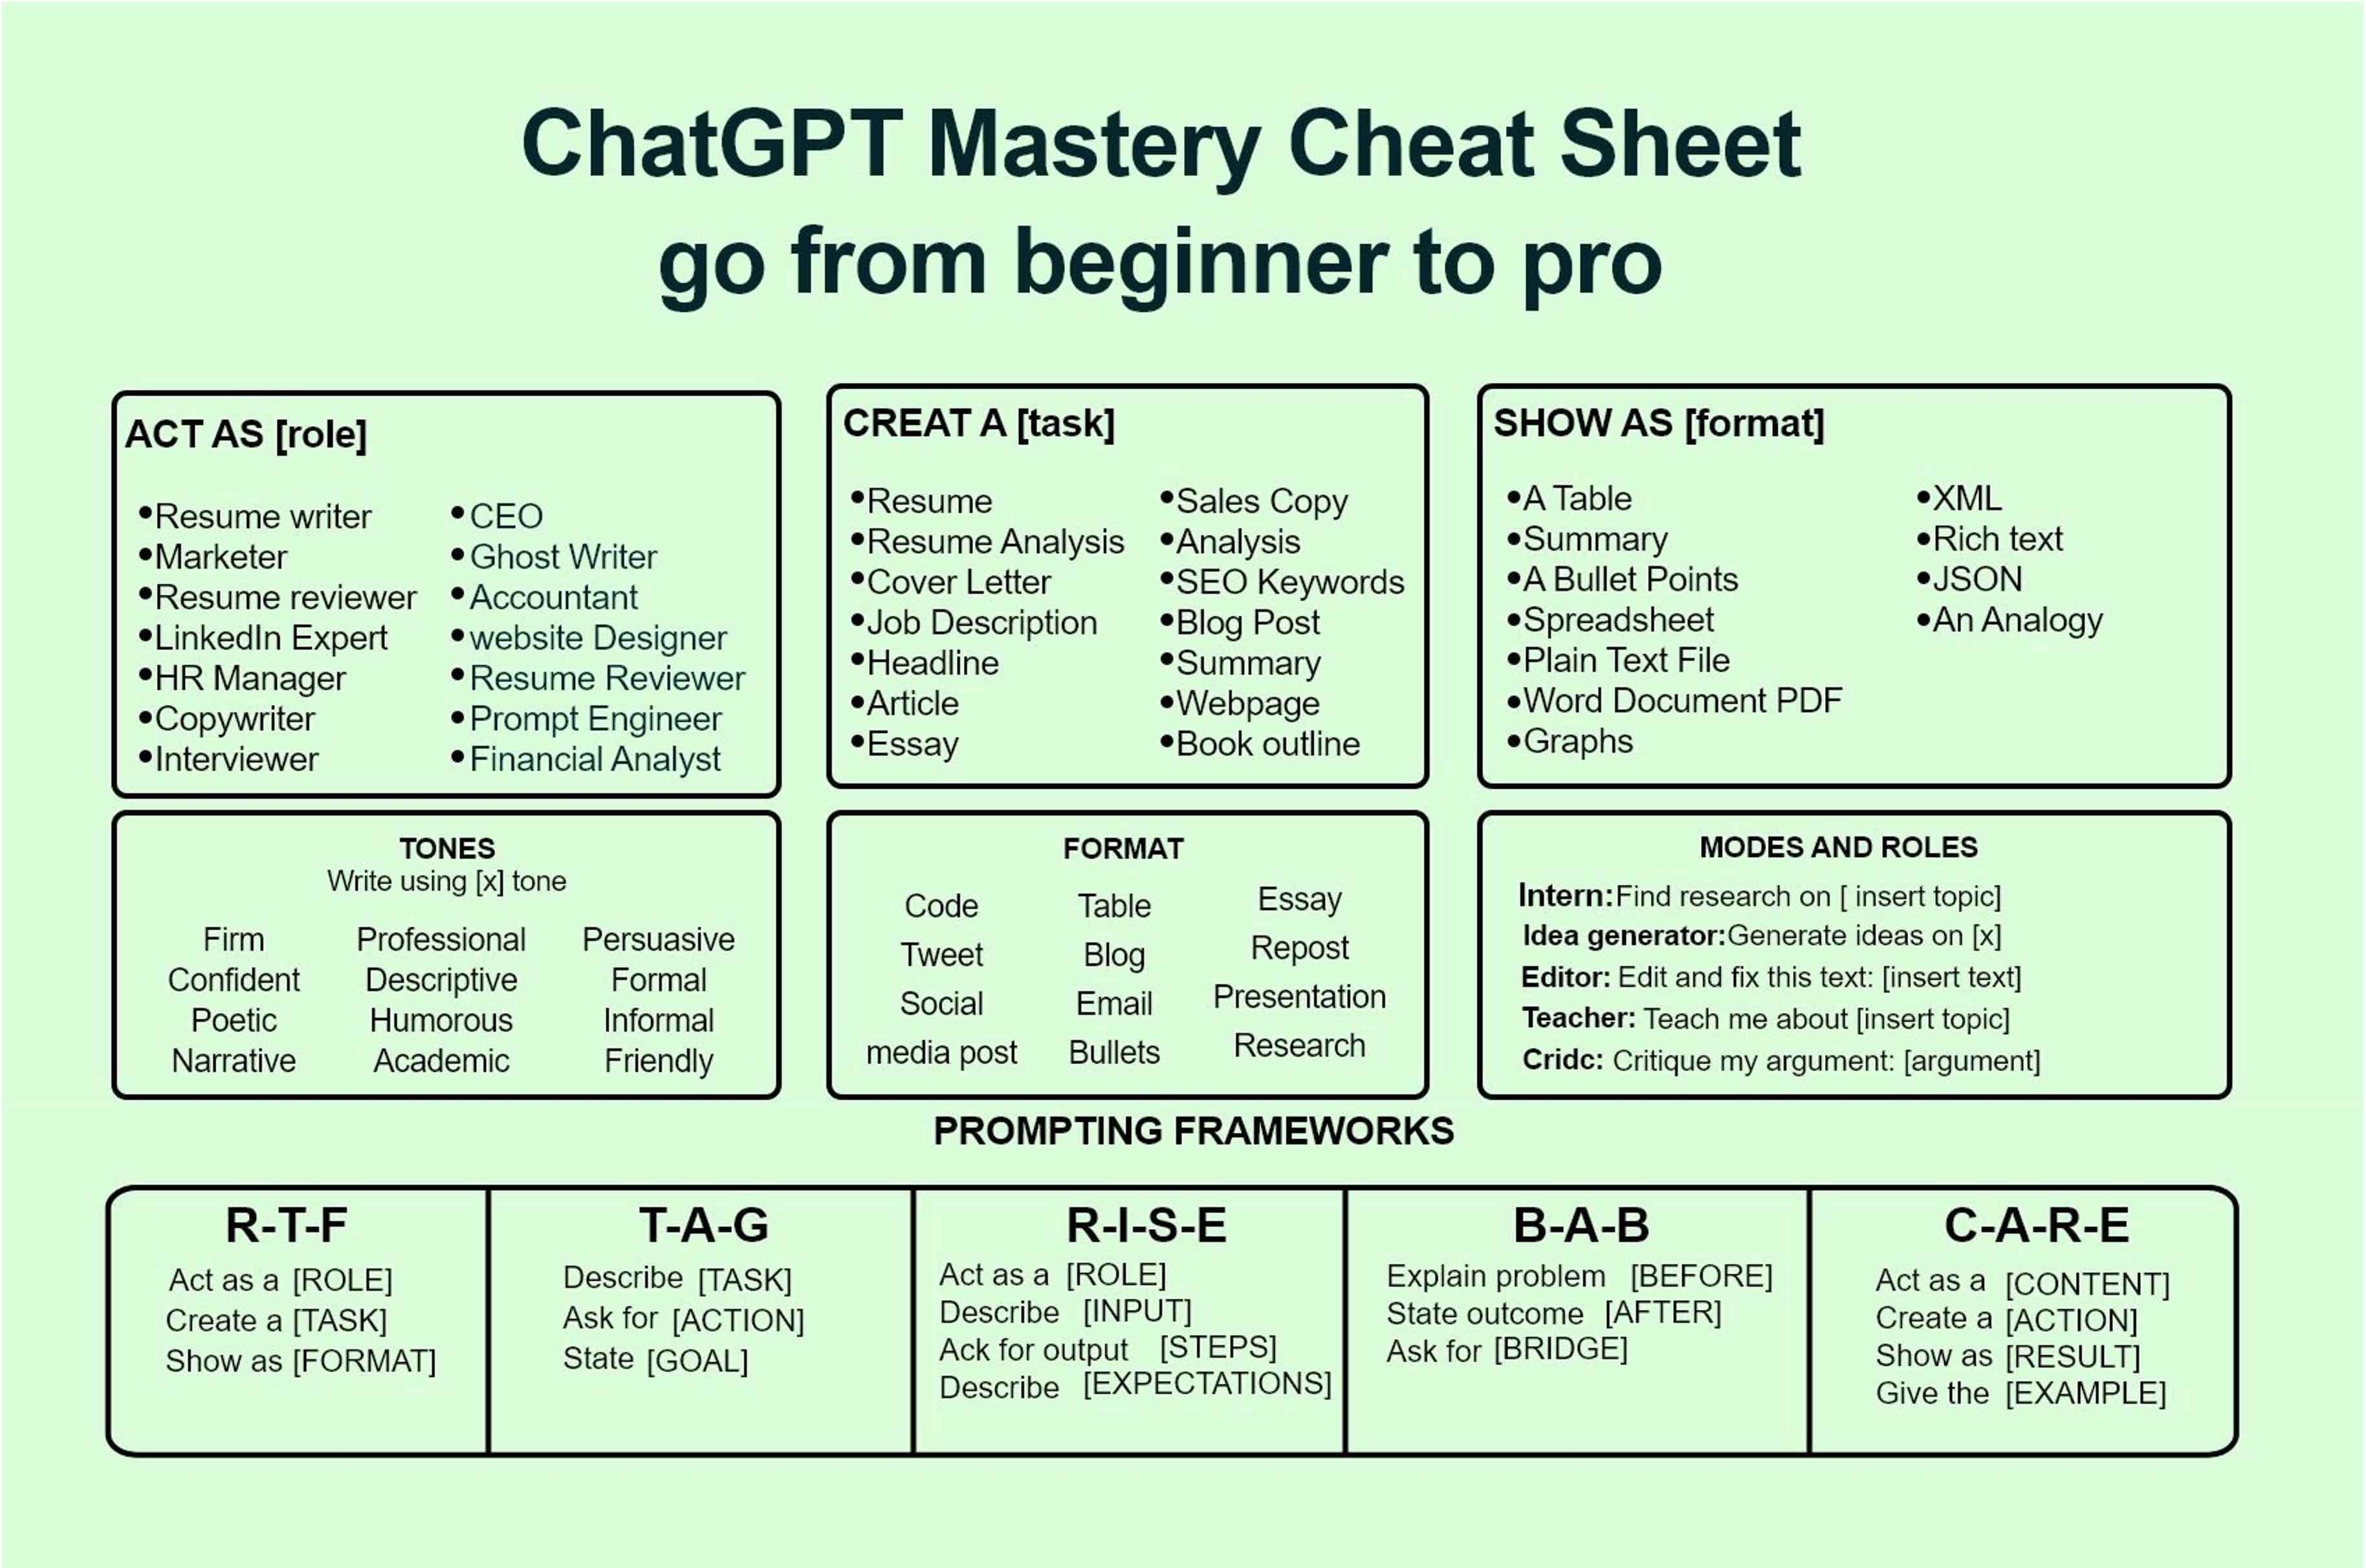 ChatGPT Mastery Cheat Sheet
go from beginner to pro
ACT AS [role]
•Resume writer
•Marketer
•Resume reviewer
•LinkedIn Expert
•HR Manager
•Copywriter
•Interviewer
•CEO
•Ghost Writer
•Accountant
•website Designer
•Resume Reviewer
•Prompt Engineer
•Financial Analyst
CREAT A [task]
•Resume
•Resume Analysis
•Cover Letter
•Job Description
•Headline
•Article
•Essay
•Sales Copy
•Analysis
•SEO Keywords
•Blog Post
•Summary
•Webpage
•Book outline
SHOW AS [format]
•A Table
•Summary
•A Bullet Points
•Spreadsheet
•Plain Text File
•Word Document PDF
•Graphs
•XML
•Rich text
•JSON
•An Analogy
TONES
Write using [x] tone
Firm
Confident
Poetic
Narrative
Professional
Descriptive
Humorous
Academic
Persuasive
Formal
Informal
Friendly
FORMAT
Code
Tweet
Social
media post
Table
Blog
Email
Bullets
Essay
Repost
Presentation
Research
MODES AND ROLES
Intern:Find research on [ insert topic]
Idea generator:Generate ideas on [x]
Editor: Edit and fix this text: [insert text]
Teacher: Teach me about [insert topic]
Cridc: Critique my argument: [argument]
PROMPTING FRAMEWORKS
R-T-F
Act as a [ROLE]
Create a [TASK]
Show as [FORMAT]
T-A-G
Describe [TASK]
Ask for [ACTION]
State [GOAL]
R-I-S-E
Act as a [ROLE]
Describe [INPUT]
Ack for output [STEPS]
Describe [EXPECTATIONS]
B-A-B
Explain problem [BEFORE]
State outcome [AFTER]
Ask for [BRIDGE]
C-A-R-E
Act as a [CONTENT]
Create a [ACTION]
Show as [RESULT]
Give the [EXAMPLE]